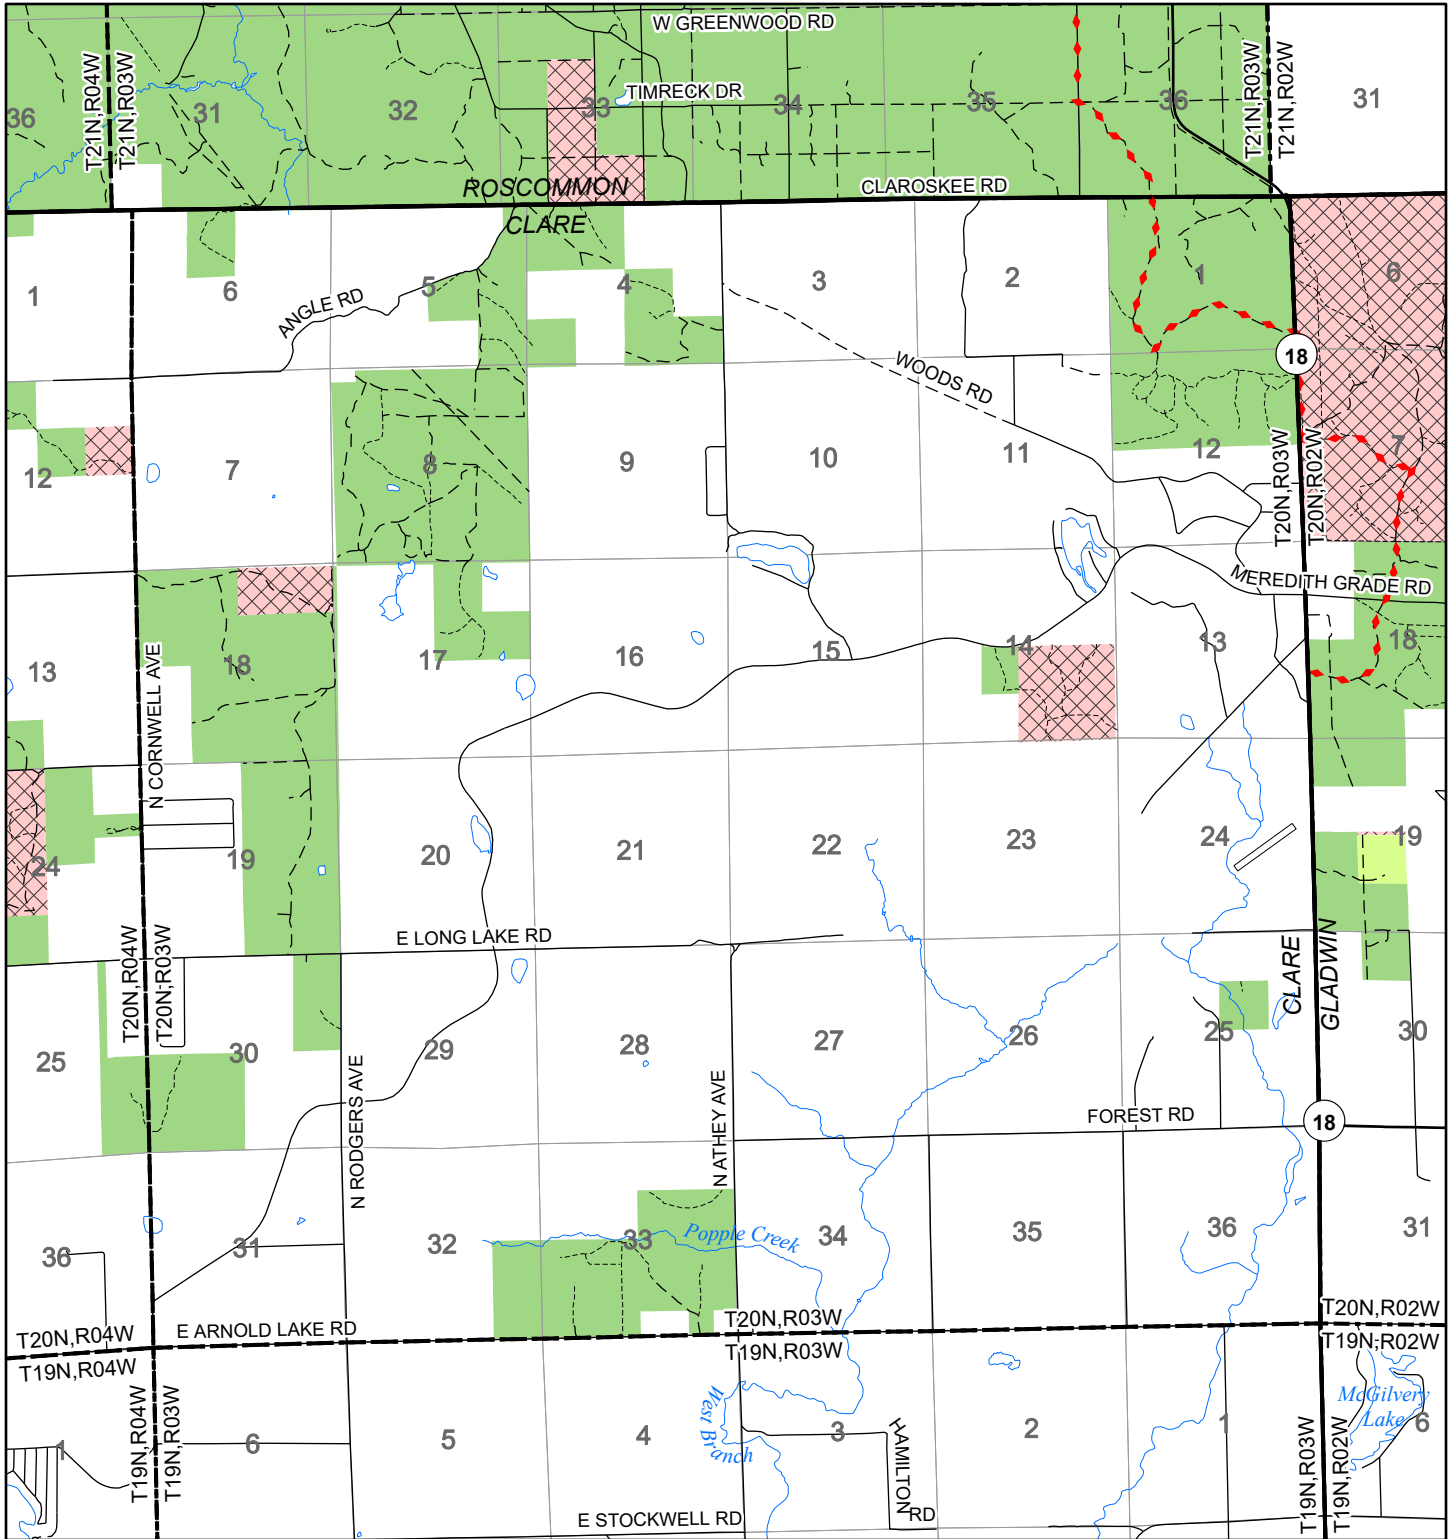 W GREENWOOD RD
T21N,R04W
T21N,R03W
T21N,R03W
T21N,R02W
36
31
32
33
TIMRECK DR
34
35
36
31
ROSCOMMON
CLAROSKEE RD
CLARE
1
6
ANGLE RD
5
4
3
2
1
6
18
WOODS RD
12
7
8
9
10
11
12
7
T20N,R03W
T20N,R02W
MEREDITH GRADE RD
13
N CORNWELL AVE
18
17
16
15
14
13
18
24
19
20
21
22
23
24
19
T20N,R04W
T20N,R03W
E LONG LAKE RD
CLARE
GLADWIN
25
30
29
28
27
26
25
30
N RODGERS AVE
N ATHEY AVE
FOREST RD
18
36
31
32
33
Popple Creek
34
35
36
31
T20N,R04W
E ARNOLD LAKE RD
T20N,R03W
T20N,R02W
T19N,R04W
T19N,R03W
T19N,R02W
T19N,R04W
T19N,R03W
West Branch
McGilvery
Lake
1
6
5
4
3
HAMILTON
RD
2
1
6
T19N,R03W
T19N,R02W
E STOCKWELL RD